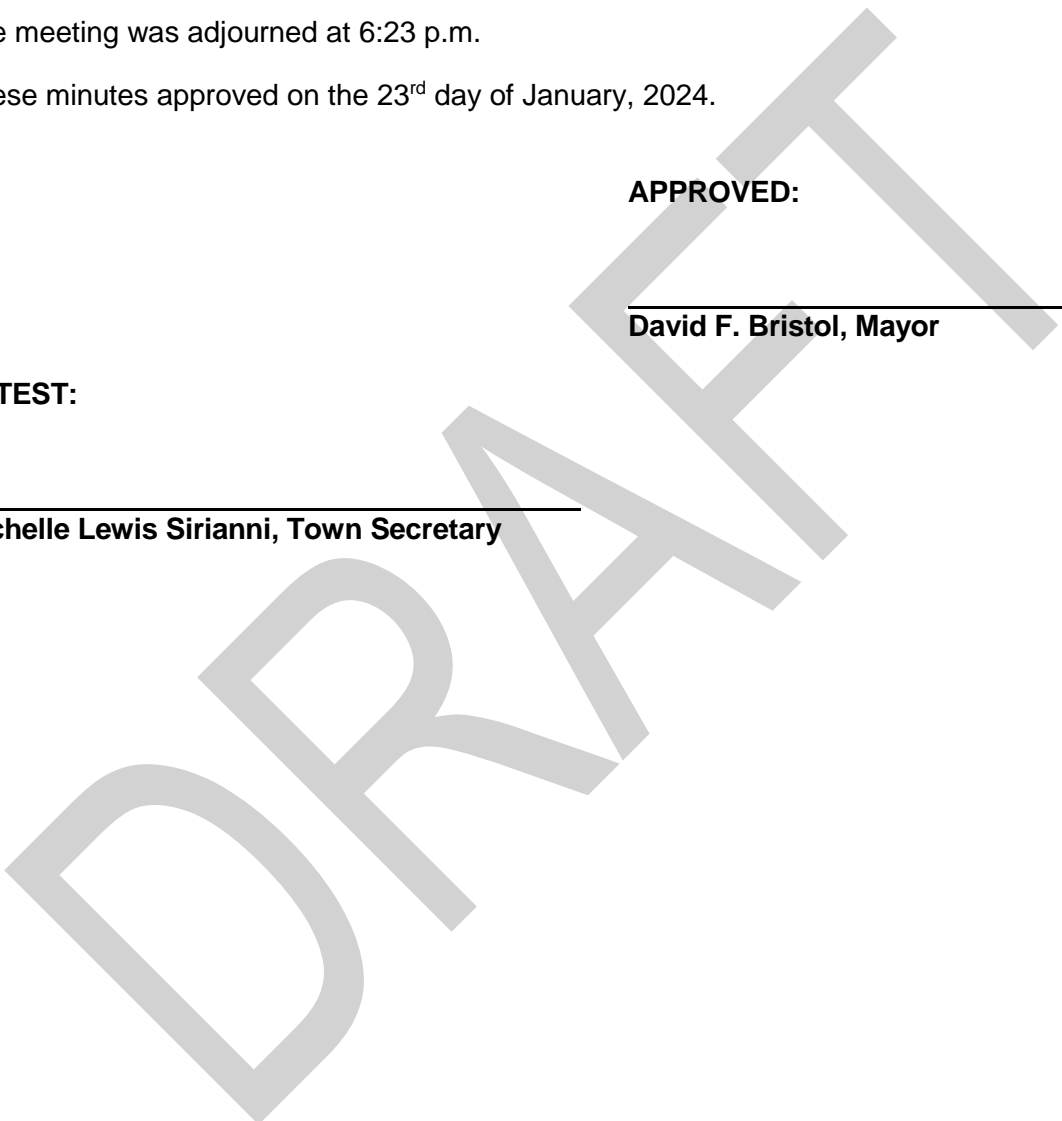 e meeting was adjourned at 6:23 p.m.
ese minutes approved on the 23rd day of January, 2024.
APPROVED:
David F. Bristol, Mayor
TEST:
chelle Lewis Sirianni, Town Secretary
DRAFT